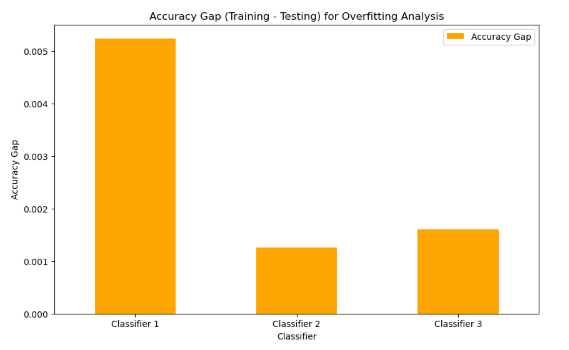 Accuracy Gap (Training - Testing) for Overfitting Analysis
Accuracy Gap
0.005
0.004
0.003
0.002
0.001
0.000
Accuracy Gap
Classifier 1
Classifier 2
Classifier 3
Classifier